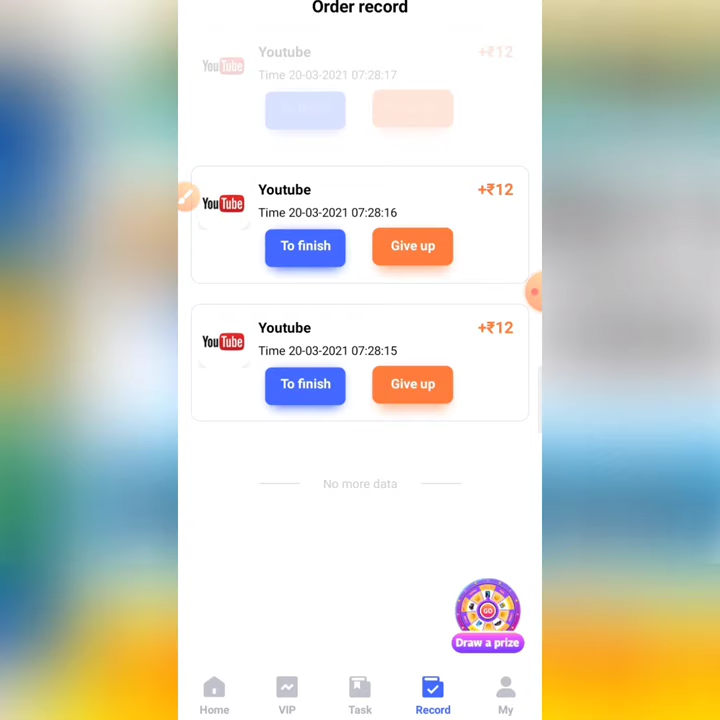 Order record
YouTube
Youtube
+₹12
Time 20-03-2021 07:28:17
YouTube
Youtube
+₹12
Time 20-03-2021 07:28:16
To finish
Give up
YouTube
Youtube
+₹12
Time 20-03-2021 07:28:15
To finish
Give up
No more data
GO
Draw a prize
Home
VIP
Task
Record
My